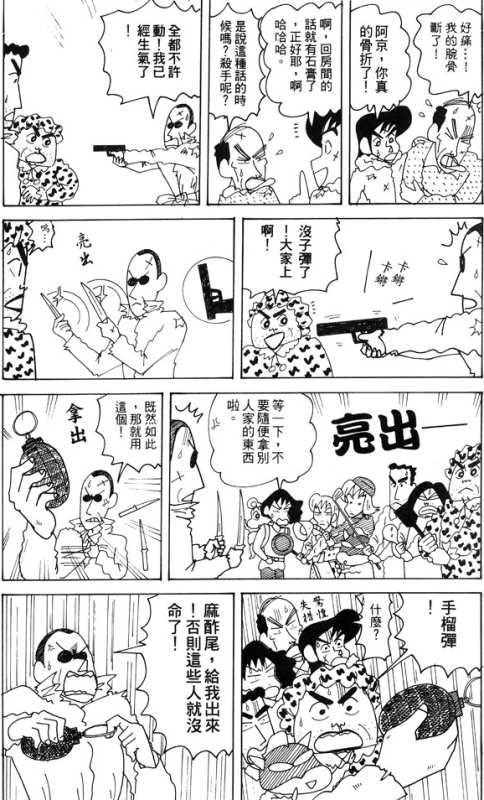 好痛…!
我的腕骨
斷了!
阿京,你真
的骨折了!
啊,回房間的
話就有石膏了
,正好耶,啊
哈哈哈。
是說這種話的時
候嗎?殺手呢?
全都不許
動!我已
經生氣了
!
卡
鏘
卡
鏘
沒子彈了
!大家上
啊!
亮出
嗚!
亮出
等一下,不
要隨便拿別
人家的東西
啦。
既然如此
,那就用
這個!
拿出
手榴彈
!
什麼?
驚惶
失措
麻酢尾,給我出來
!否則這些人就沒
命了!